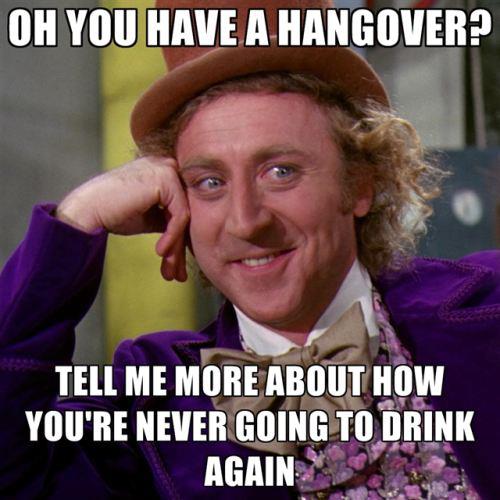 OH YOU HAVE A HANGOVER?
TELL ME MORE ABOUT HOW
YOU'RE NEVER GOING TO DRINK
AGAIN